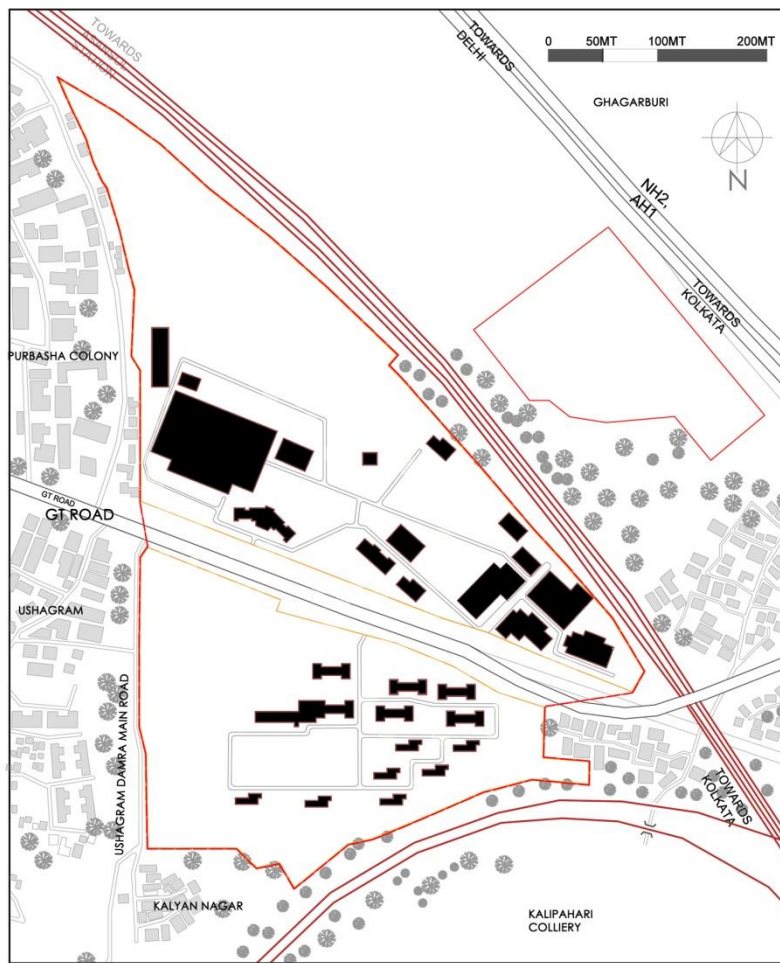 TOWARDS
ASANSOL
STATION
TOWARDS
DELHI
0 50MT 100MT 200MT
GHAGARBURI
N
NH2,
AH1
TOWARDS
KOLKATA
PURBASHA COLONY
GT ROAD
GT ROAD
USHAGRAM
USHAGRAM DAMRA MAIN ROAD
TOWARDS
KOLKATA
KALYAN NAGAR
KALIPAHARI
COLLIERY